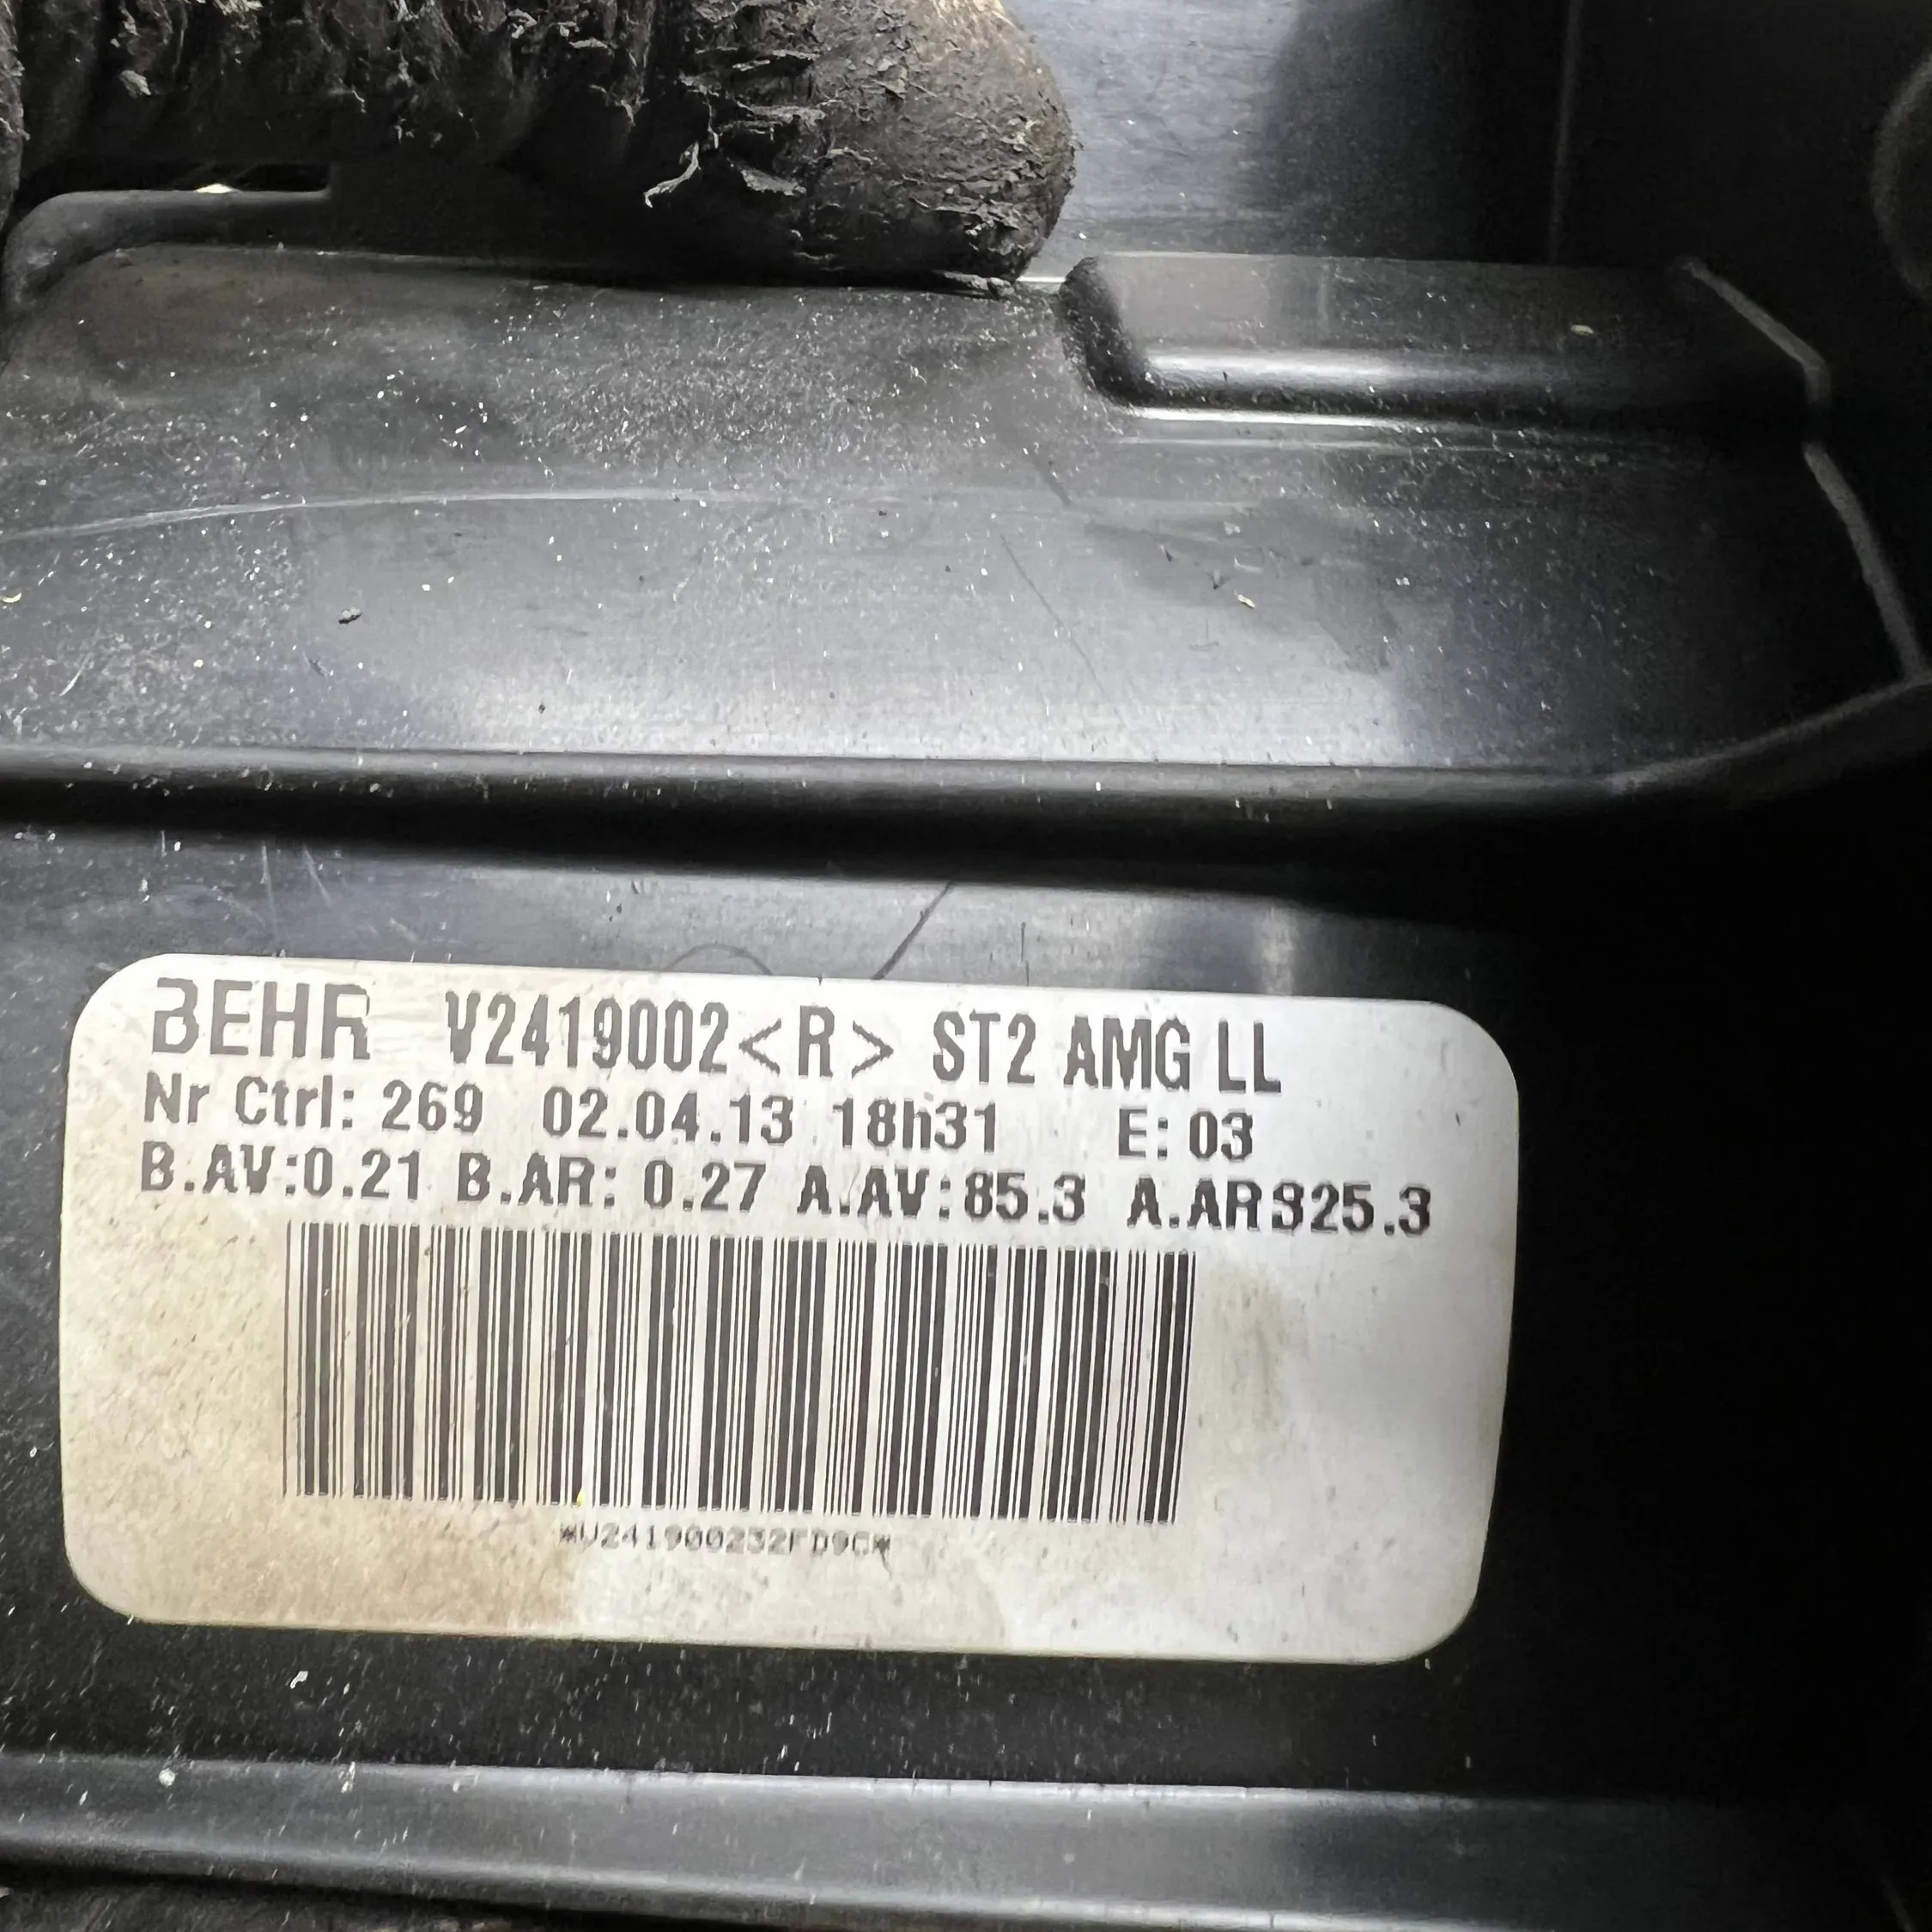 BEHR V2419002<R> ST2 AMG LL
Nr Ctrl: 269 02.04.13 18h31 E: 03
B.AV:0.21 B.AR: 0.27 A.AV:85.3 A.AR325.3
*V241900232FD9C*